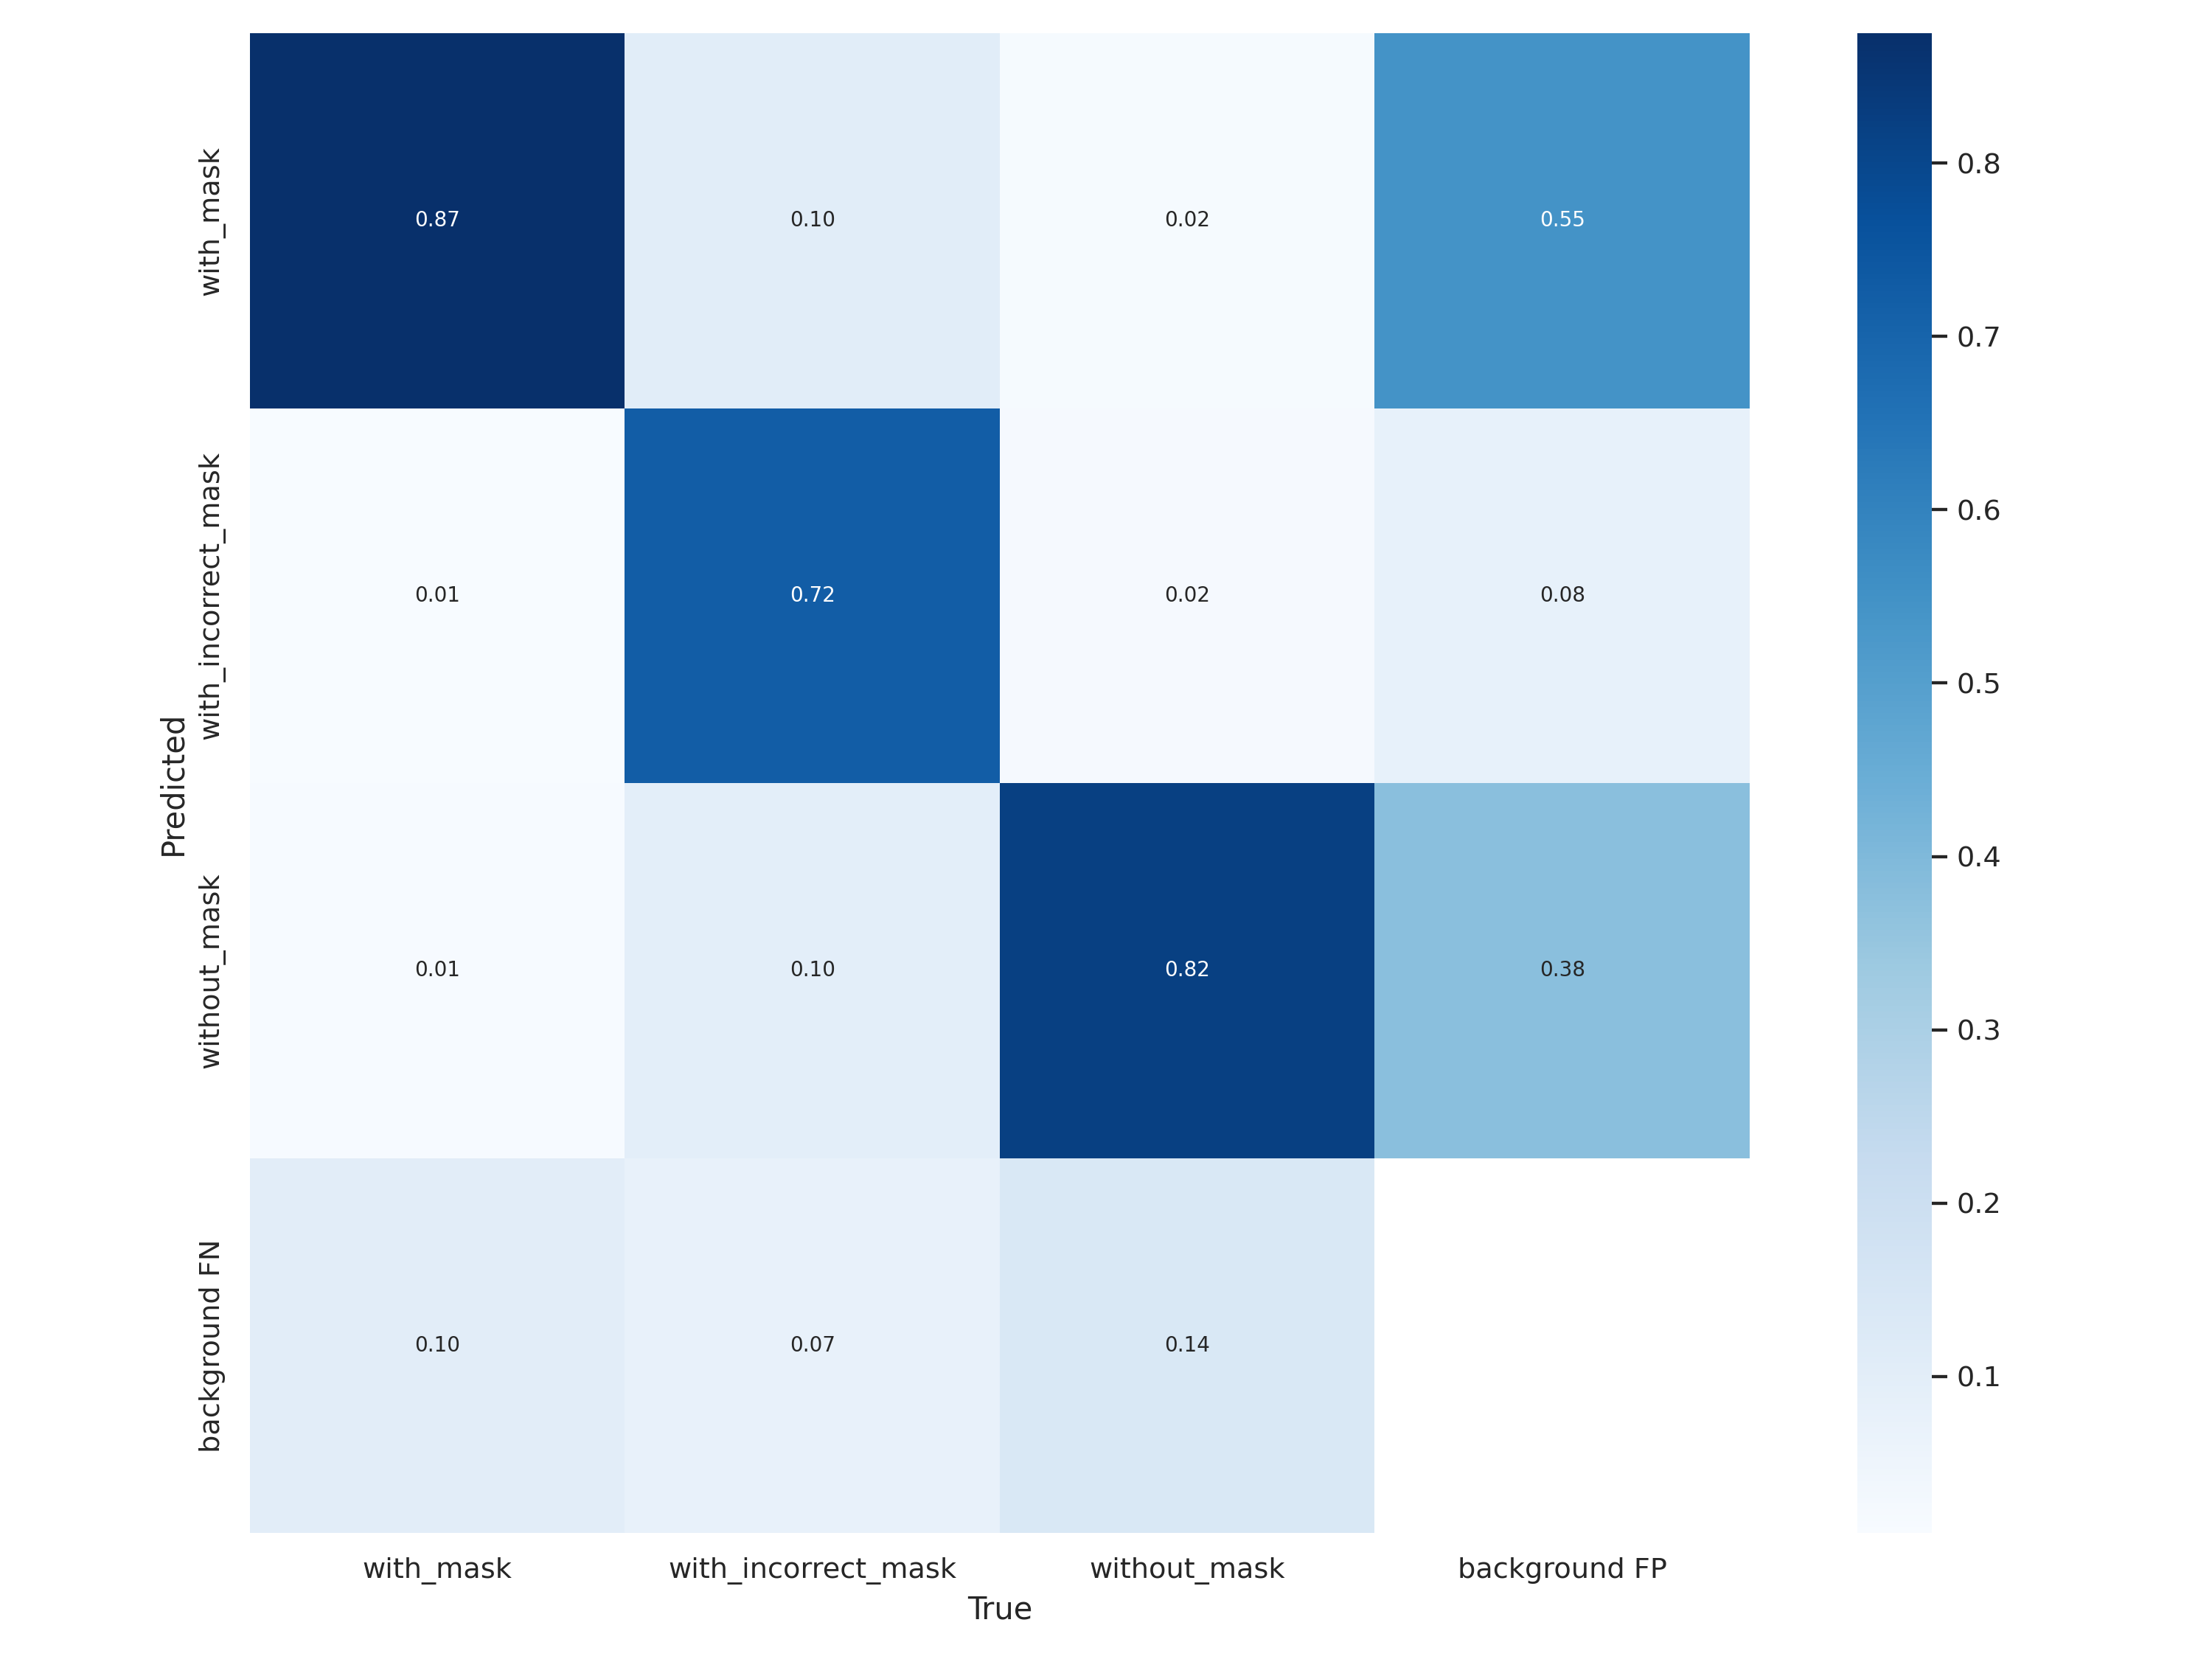 with_mask
0.87
0.10
0.02
0.55
with_incorrect_mask
0.01
0.72
0.02
0.08
without_mask
0.01
0.10
0.82
0.38
background FN
0.10
0.07
0.14
Predicted
with_mask
with_incorrect_mask
without_mask
background FP
True
0.8
0.7
0.6
0.5
0.4
0.3
0.2
0.1